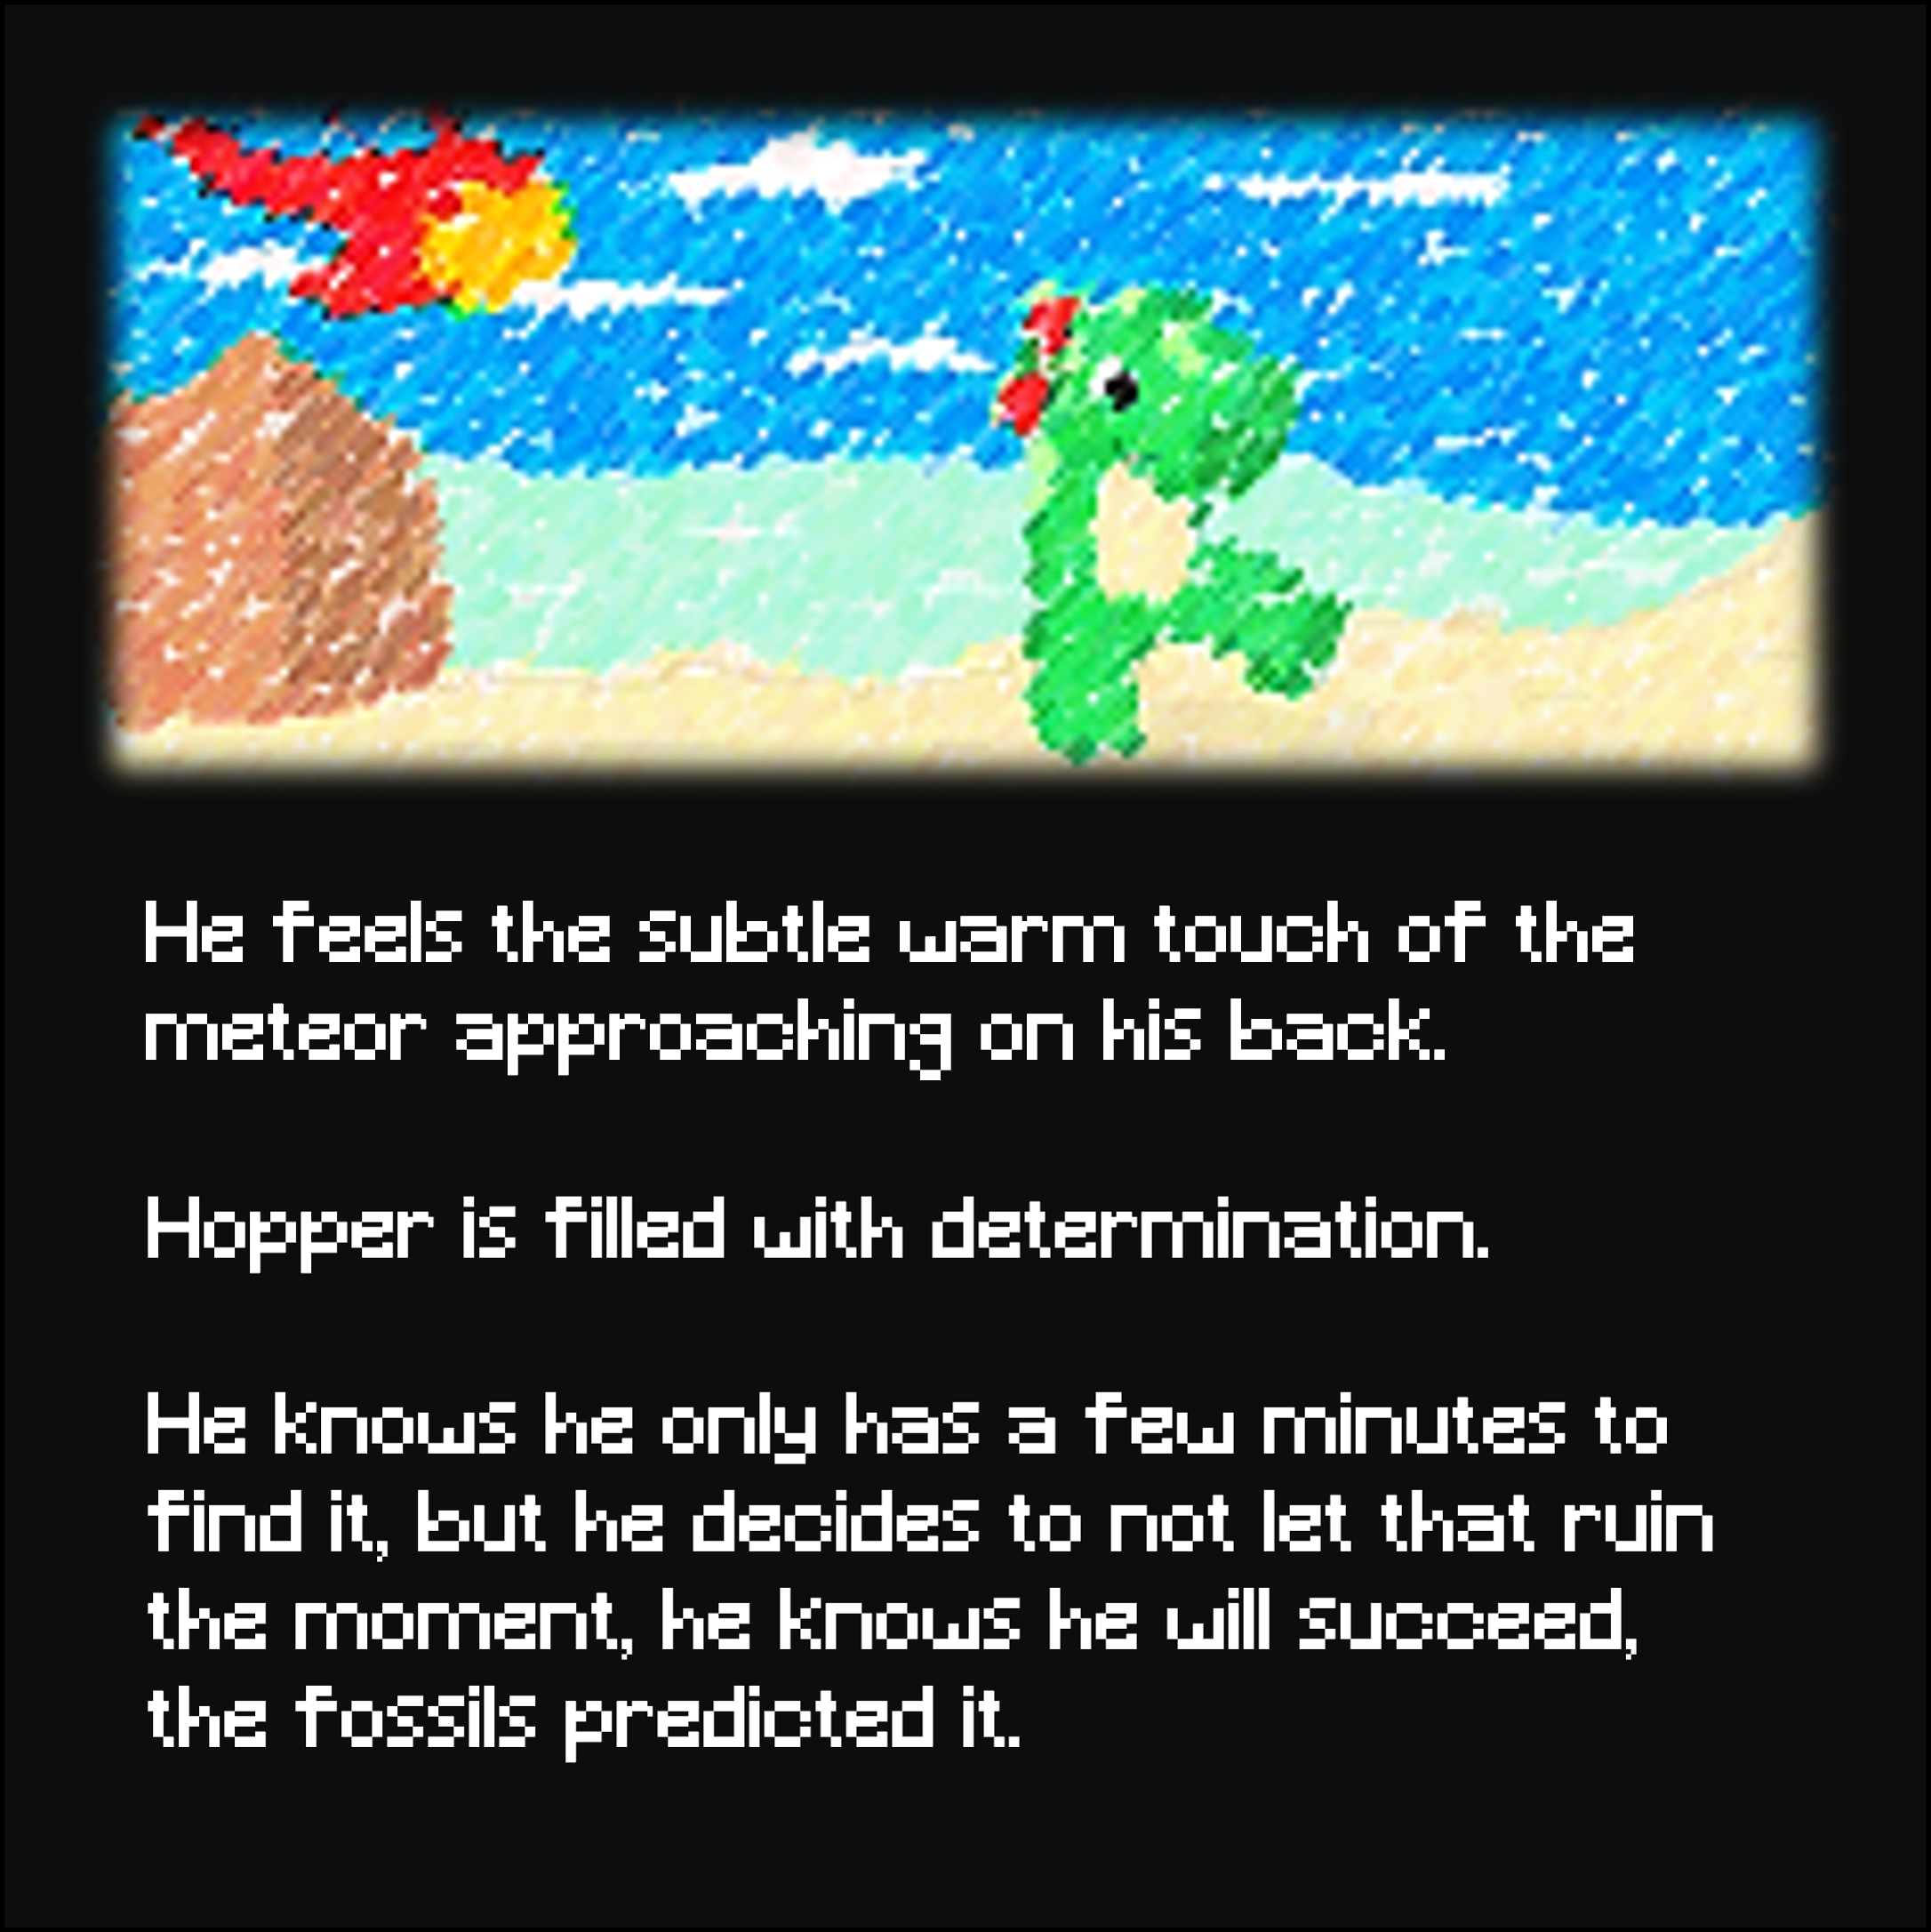 He feels the subtle warm touch of the
meteor approaching on his back.
Hopper is filled with determination.
He knows he only has a few minutes to
find it, but he decides to not let that ruin
the moment, he knows he will succeed,
the fossils predicted it.